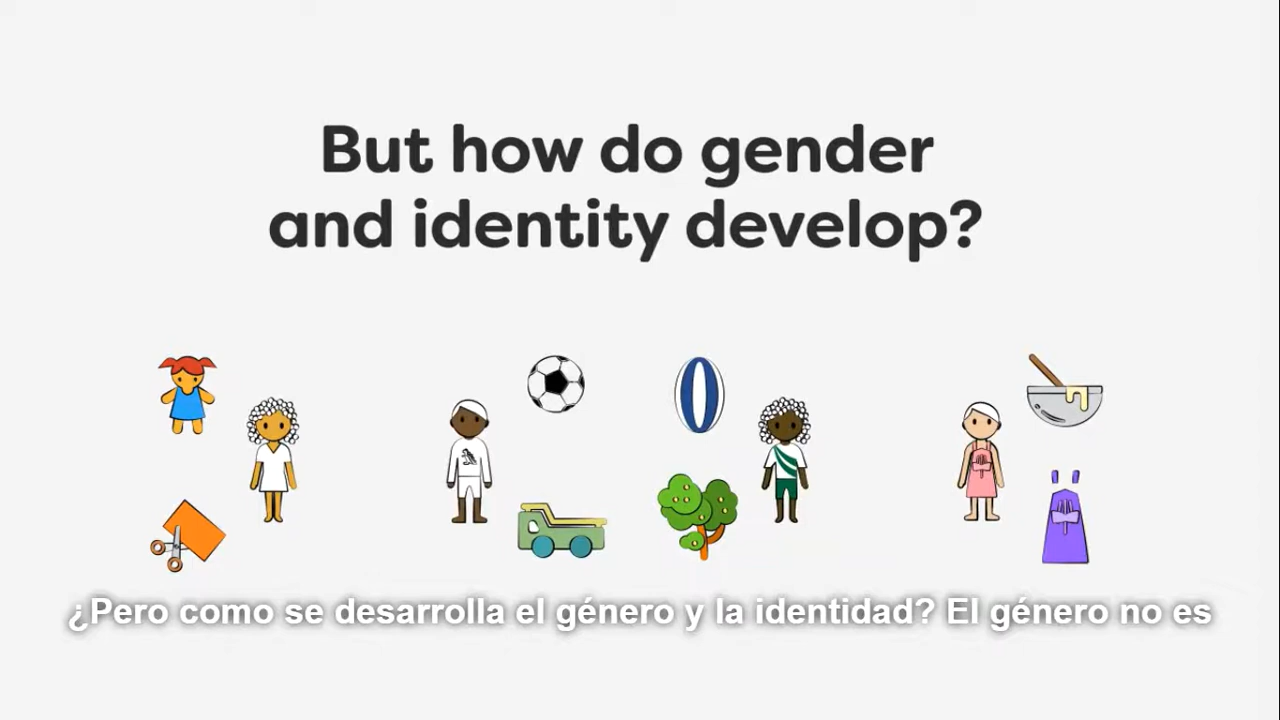 But how do gender
and identity develop?
¿Pero como se desarrolla el género y la identidad? El género no es